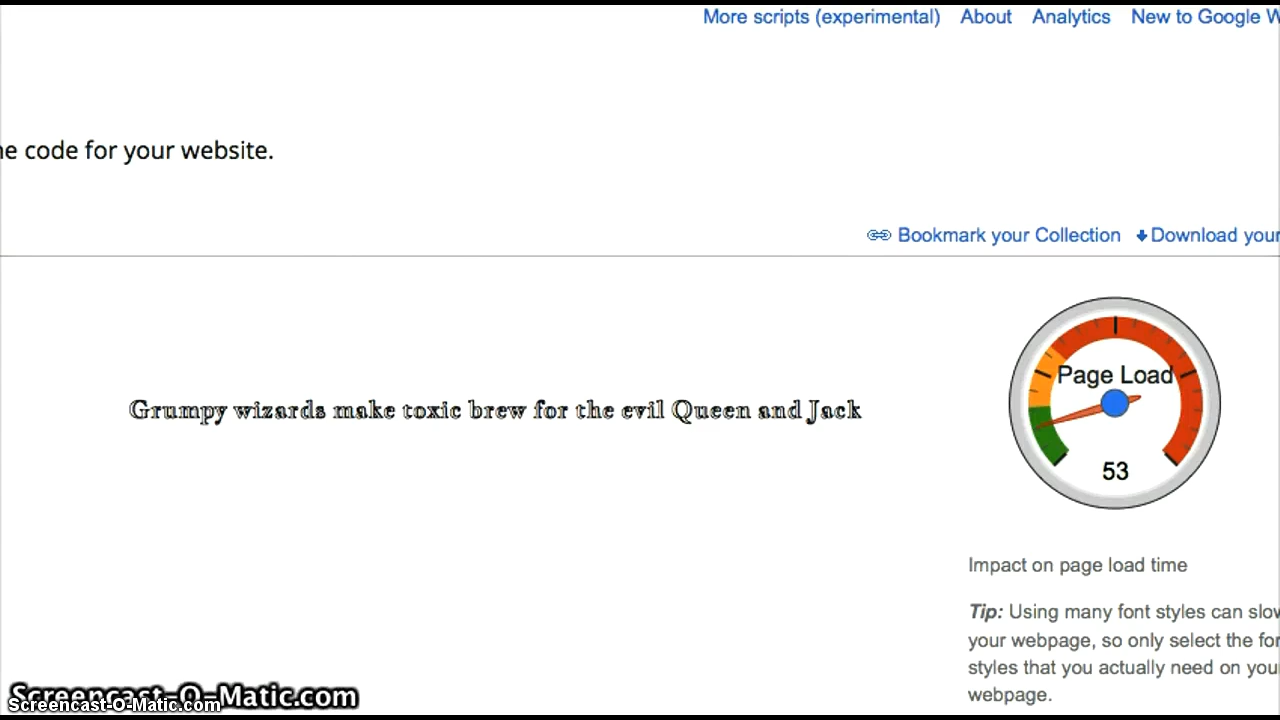 More scripts (experimental) About Analytics New to Google W
e code for your website.
Bookmark your Collection Download your
Grumpy wizards make toxic brew for the evil Queen and Jack
Page Load
53
Impact on page load time
Tip: Using many font styles can slow
your webpage, so only select the fon
styles that you actually need on your
webpage.
Screencast-O-Matic.com
Screencast-O-Matic.com